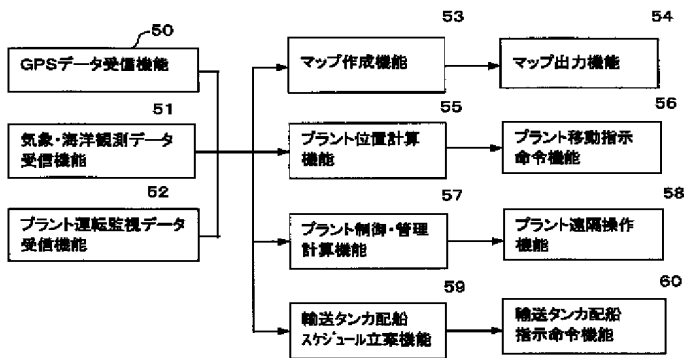 50
GPSデータ受信機能
51
気象・海洋観測データ
受信機能
52
プラント運転監視データ
受信機能
53
マップ作成機能
54
マップ出力機能
55
プラント位置計算
機能
56
プラント移動指示
命令機能
57
プラント制御・管理
計算機能
58
プラント遠隔操作
機能
59
輸送タンカ配船
スケジュール立案機能
60
輸送タンカ配船
指示命令機能